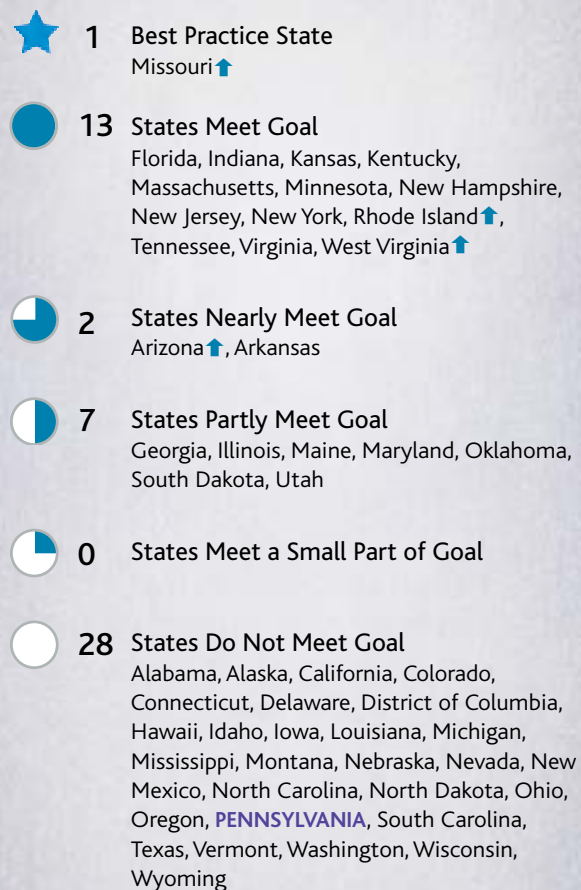 1 Best Practice State
Missouri
13 States Meet Goal
Florida, Indiana, Kansas, Kentucky,
Massachusetts, Minnesota, New Hampshire,
New Jersey, New York, Rhode Island,
Tennessee, Virginia, West Virginia
2 States Nearly Meet Goal
Arizona, Arkansas
7 States Partly Meet Goal
Georgia, Illinois, Maine, Maryland, Oklahoma,
South Dakota, Utah
0 States Meet a Small Part of Goal
28 States Do Not Meet Goal
Alabama, Alaska, California, Colorado,
Connecticut, Delaware, District of Columbia,
Hawaii, Idaho, Iowa, Louisiana, Michigan,
Mississippi, Montana, Nebraska, Nevada, New
Mexico, North Carolina, North Dakota, Ohio,
Oregon, PENNSYLVANIA, South Carolina,
Texas, Vermont, Washington, Wisconsin,
Wyoming